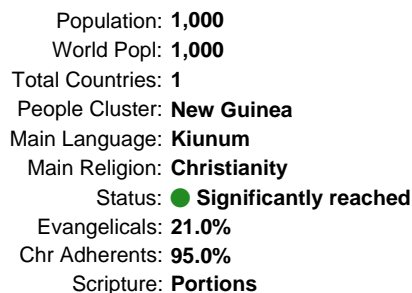 Population: 1,000
World Popl: 1,000
Total Countries: 1
People Cluster: New Guinea
Main Language: Kiunum
Main Religion: Christianity
Status: Significantly reached
Evangelicals: 21.0%
Chr Adherents: 95.0%
Scripture: Portions